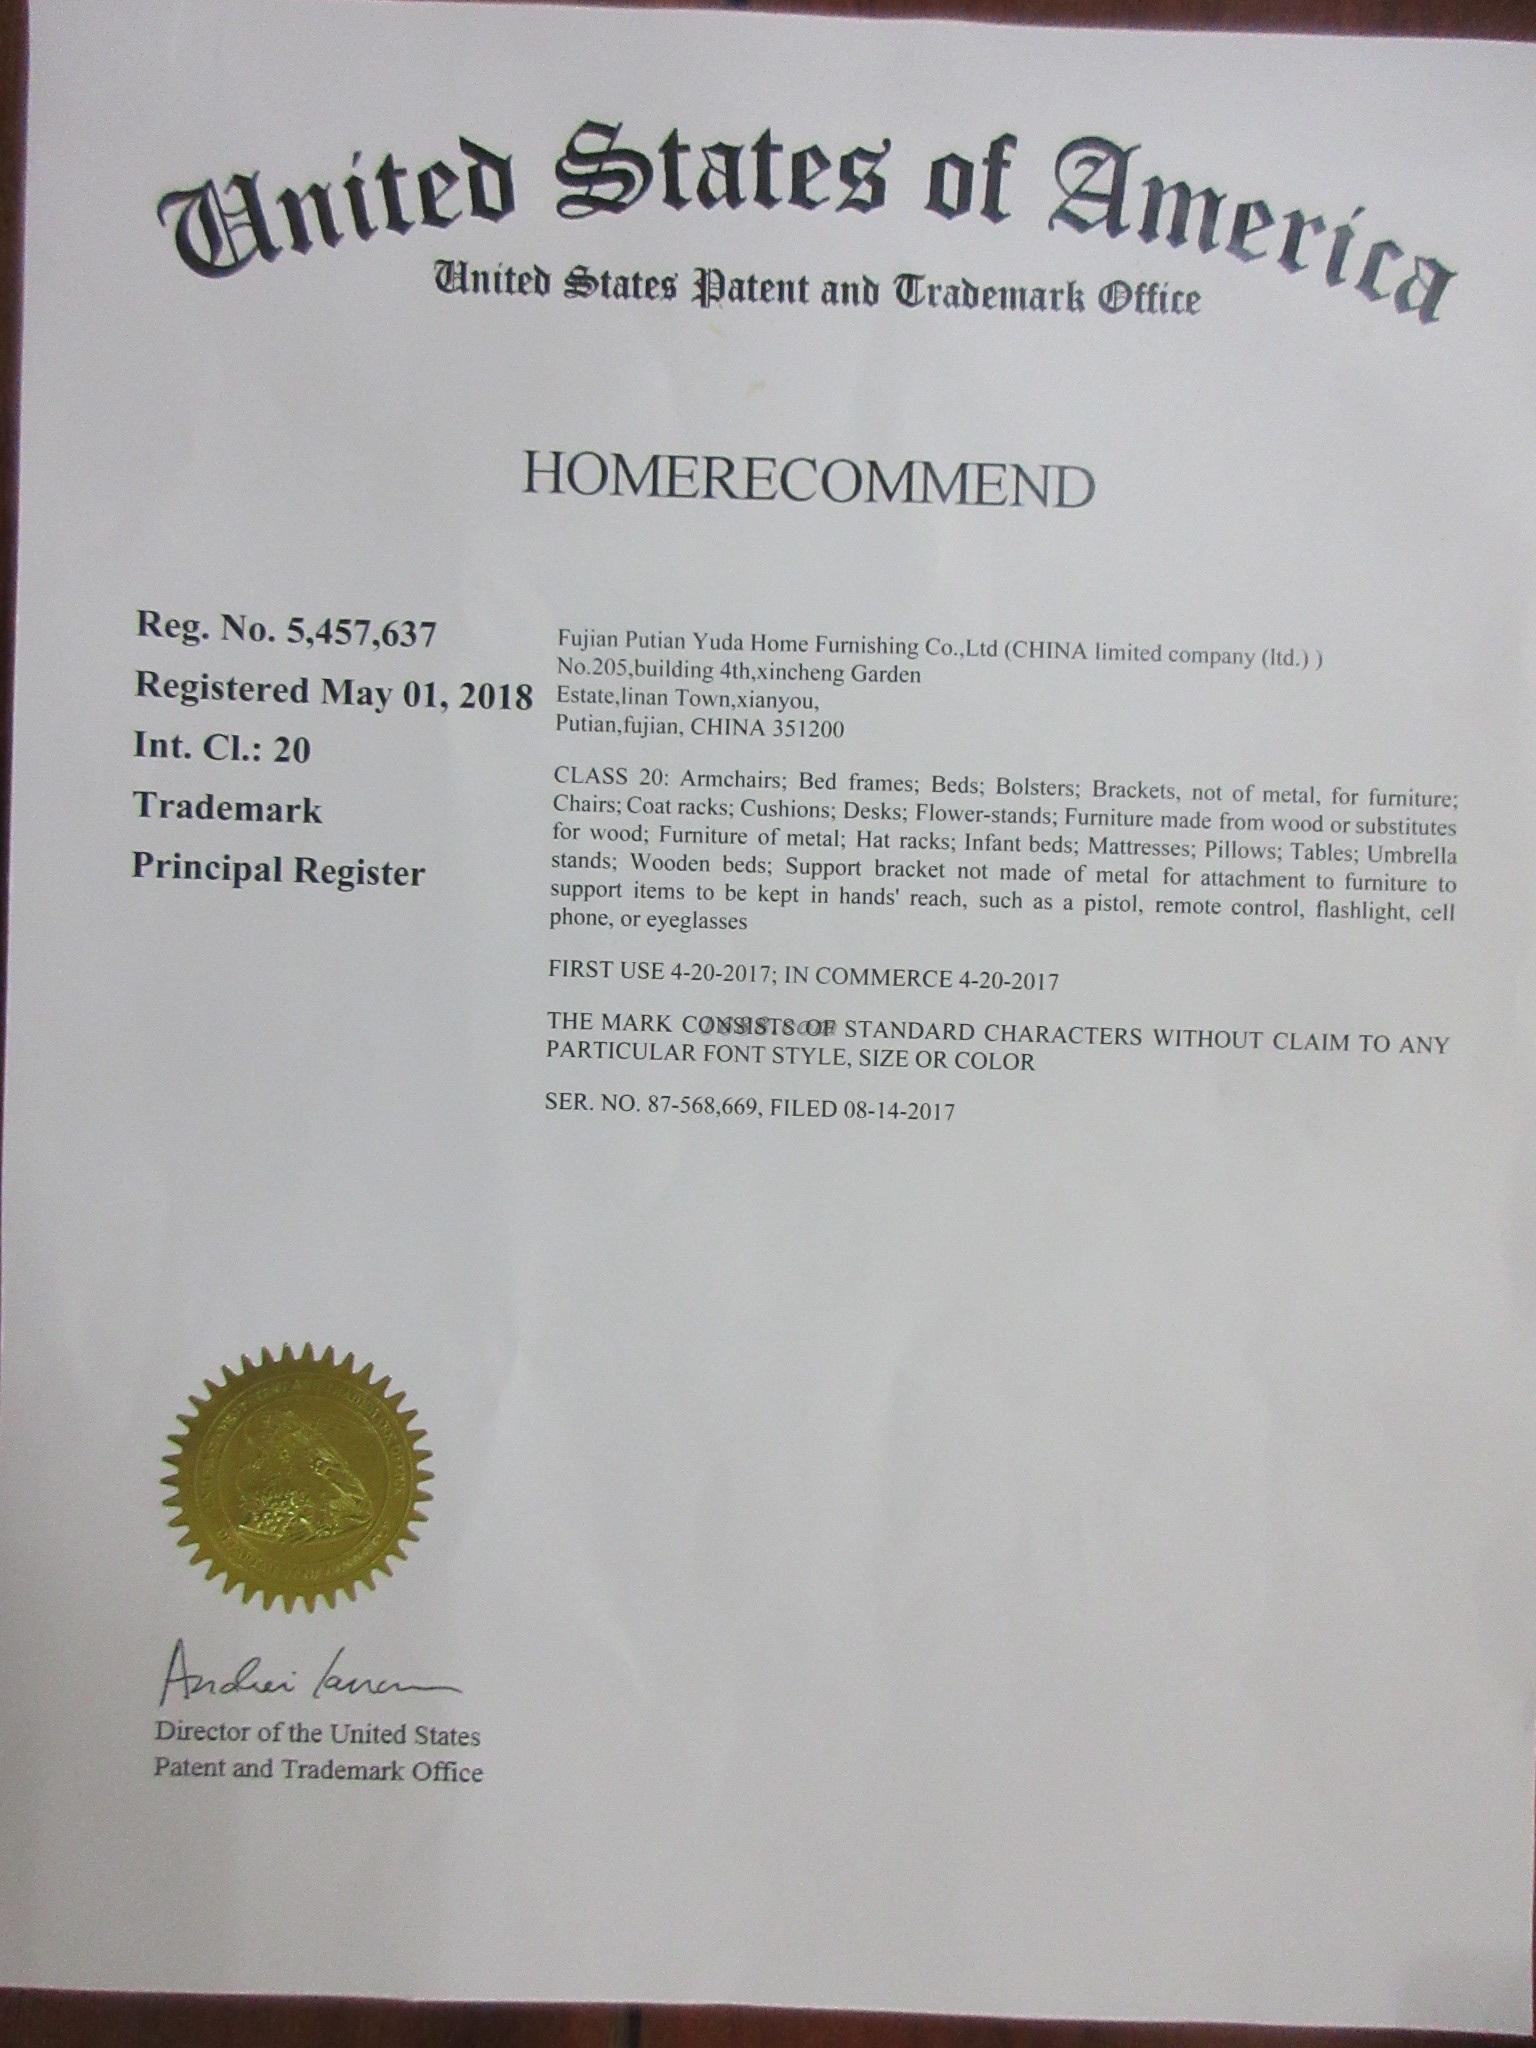 United States of America
United States Patent and Trademark Office
HOMERECOMMEND
Reg. No. 5,457,637
Registered May 01, 2018
Int. Cl.: 20
Trademark
Principal Register
Fujian Putian Yuda Home Furnishing Co.,Ltd (CHINA limited company (ltd.) )
No.205,building 4th,xincheng Garden
Estate,linan Town,xianyou,
Putian,fujian, CHINA 351200
CLASS 20: Armchairs; Bed frames; Beds; Bolsters; Brackets, not of metal, for furniture;
Chairs; Coat racks; Cushions; Desks; Flower-stands; Furniture made from wood or substitutes
for wood; Furniture of metal; Hat racks; Infant beds; Mattresses; Pillows; Tables; Umbrella
stands; Wooden beds; Support bracket not made of metal for attachment to furniture to
support items to be kept in hands' reach, such as a pistol, remote control, flashlight, cell
phone, or eyeglasses
FIRST USE 4-20-2017; IN COMMERCE 4-20-2017
THE MARK CONSISTS OF STANDARD CHARACTERS WITHOUT CLAIM TO ANY
PARTICULAR FONT STYLE, SIZE OR COLOR
1688.com
SER. NO. 87-568,669, FILED 08-14-2017
Andrei Iancu
Director of the United States
Patent and Trademark Office